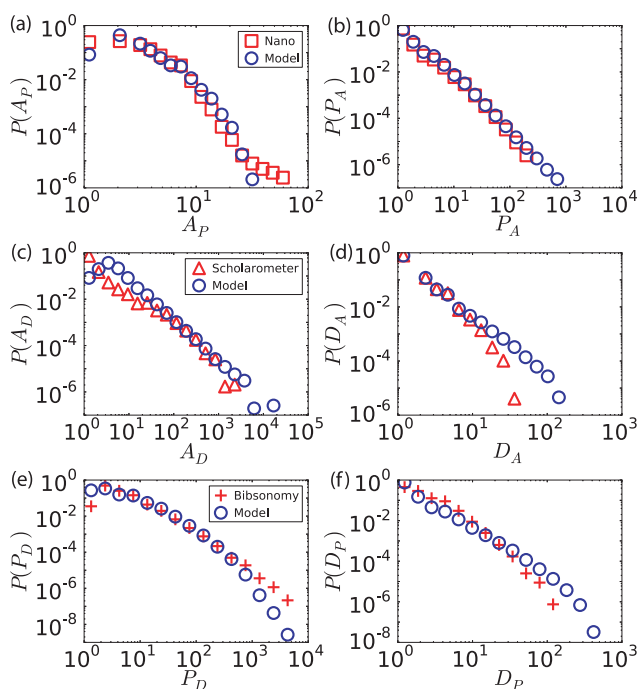 (a)
10^0
10^-2
10^-4
10^-6
P(A_P)
Nano
Model
10^0
10^1
10^2
A_P
(b)
10^0
10^-2
10^-4
10^-6
P(P_A)
Nano
Model
10^0
10^1
10^2
10^3
P_A
(c)
10^0
10^-2
10^-4
10^-6
P(A_D)
Scholarometer
Model
10^0
10^1
10^2
10^3
10^4
10^5
A_D
(d)
10^0
10^-2
10^-4
10^-6
P(D_A)
10^0
10^1
10^2
10^3
D_A
(e)
10^0
10^-2
10^-4
10^-6
10^-8
P(P_D)
Bibsonomy
Model
10^0
10^1
10^2
10^3
10^4
P_D
(f)
10^0
10^-2
10^-4
10^-6
10^-8
P(D_P)
10^0
10^1
10^2
10^3
D_P